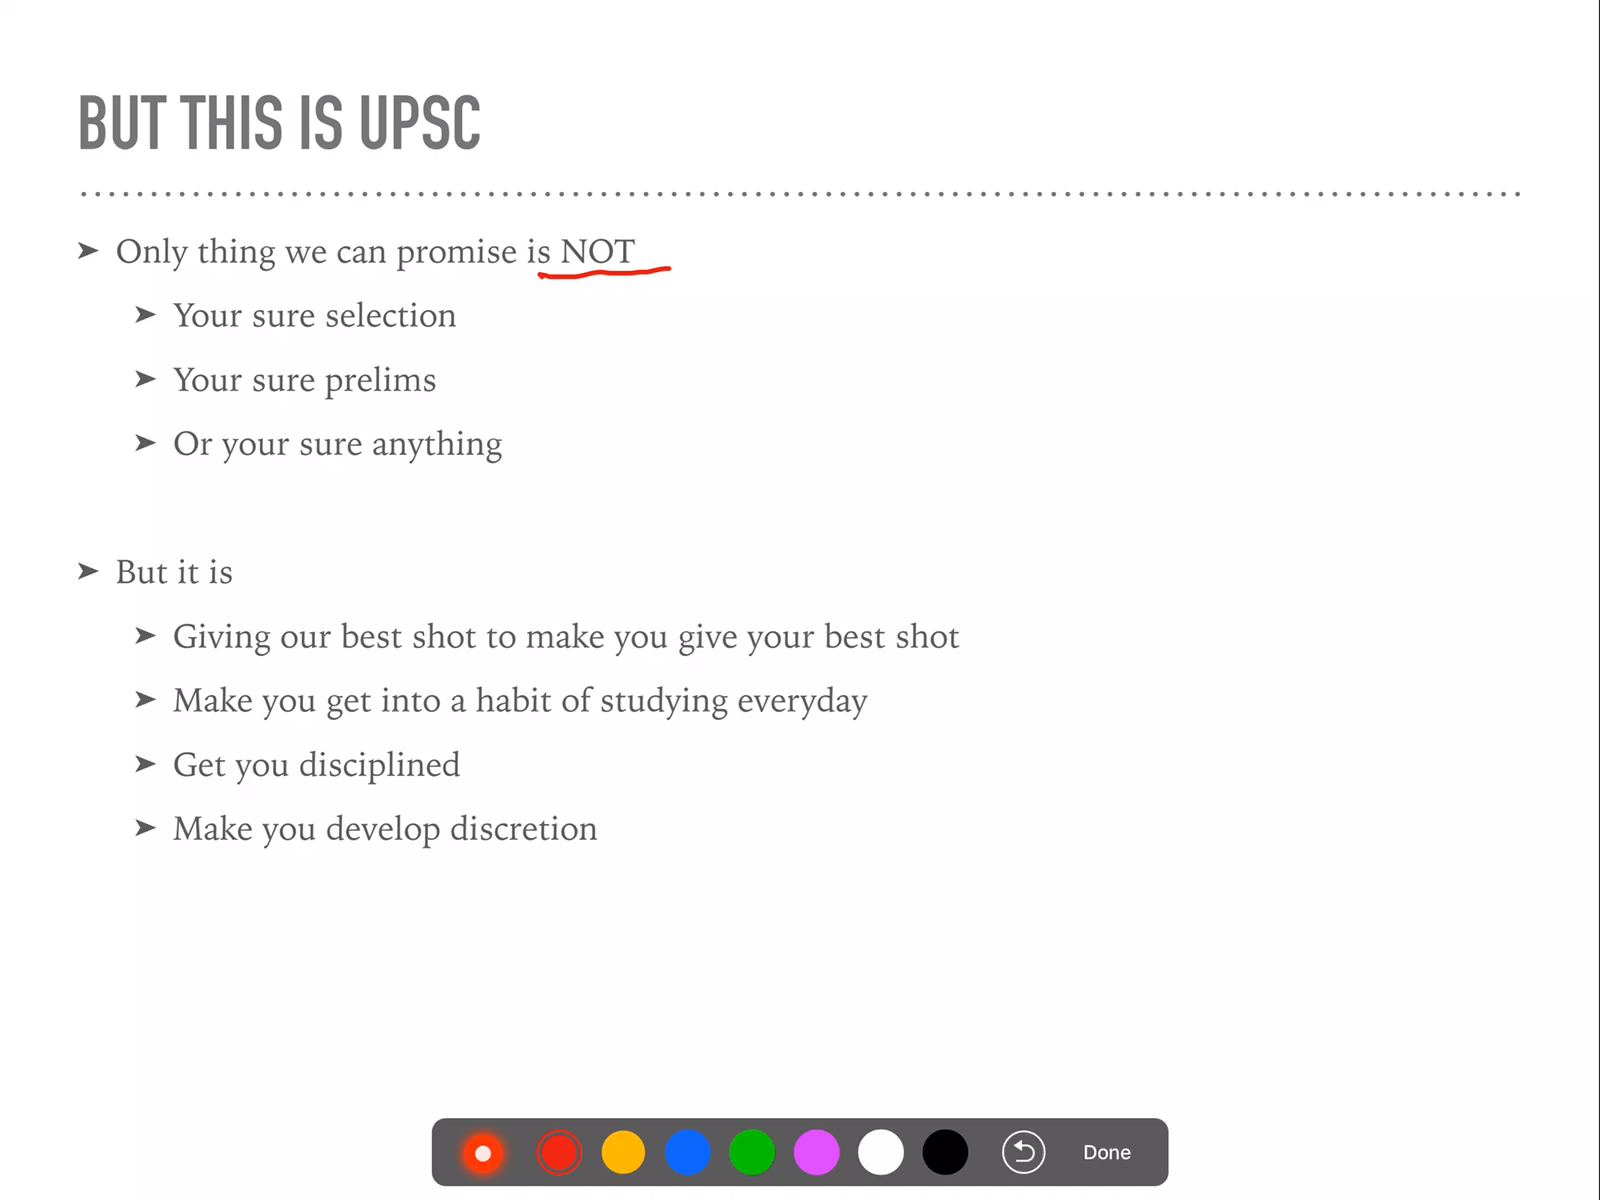 BUT THIS IS UPSC
➤ Only thing we can promise is NOT
➤ Your sure selection
➤ Your sure prelims
➤ Or your sure anything
➤ But it is
➤ Giving our best shot to make you give your best shot
➤ Make you get into a habit of studying everyday
➤ Get you disciplined
➤ Make you develop discretion
Done